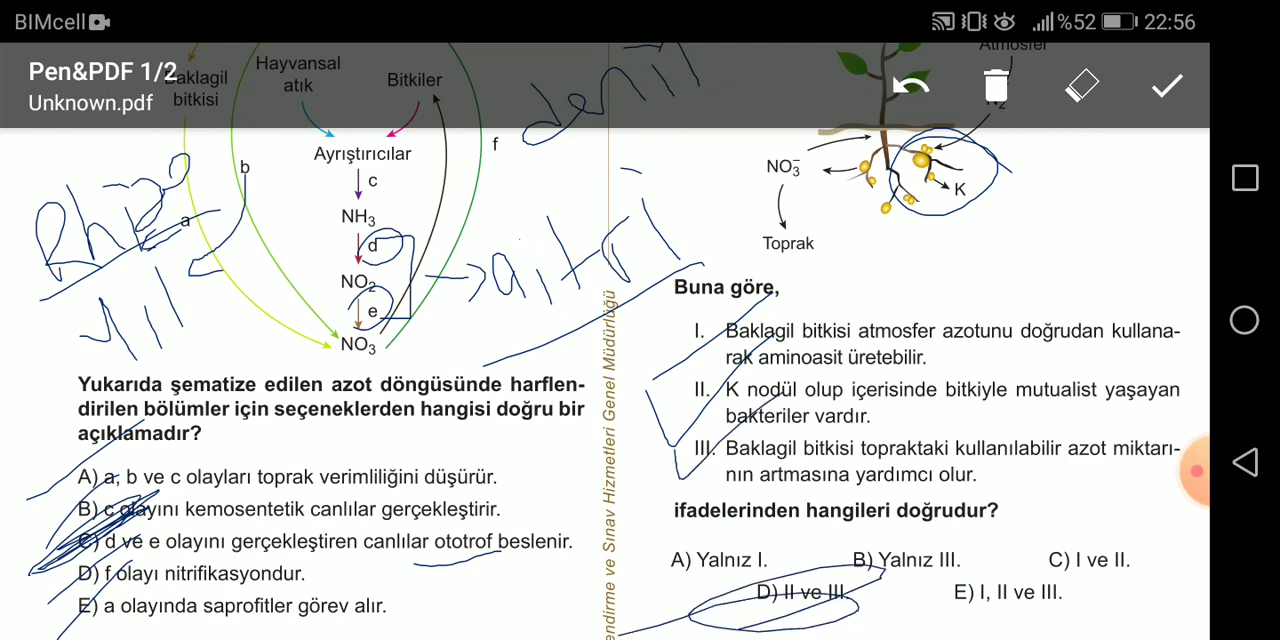 BIMcell %52 22:56
Pen&PDF 1/2
Unknown.pdf
Baklagil
bitkisi
Hayvansal
atık
Bitkiler
Ayrıştırıcılar
a
b
c
NH3
d
NO2
e
NO3
f
Yukarıda şematize edilen azot döngüsünde harflen-
dirilen bölümler için seçeneklerden hangisi doğru bir
açıklamadır?
A) a, b ve c olayları toprak verimliliğini düşürür.
B) c olayını kemosentetik canlılar gerçekleştirir.
C) d ve e olayını gerçekleştiren canlılar ototrof beslenir.
D) f olayı nitrifikasyondur.
E) a olayında saprofitler görev alır.
endirme ve Sınav Hizmetleri Genel Müdürlüğü
Atmosfer
N2
NO3-
K
Toprak
Buna göre,
I. Baklagil bitkisi atmosfer azotunu doğrudan kullana-
rak aminoasit üretebilir.
II. K nodül olup içerisinde bitkiyle mutualist yaşayan
bakteriler vardır.
III. Baklagil bitkisi topraktaki kullanılabilir azot miktarı-
nın artmasına yardımcı olur.
ifadelerinden hangileri doğrudur?
A) Yalnız I. B) Yalnız III. C) I ve II.
D) II ve III. E) I, II ve III.